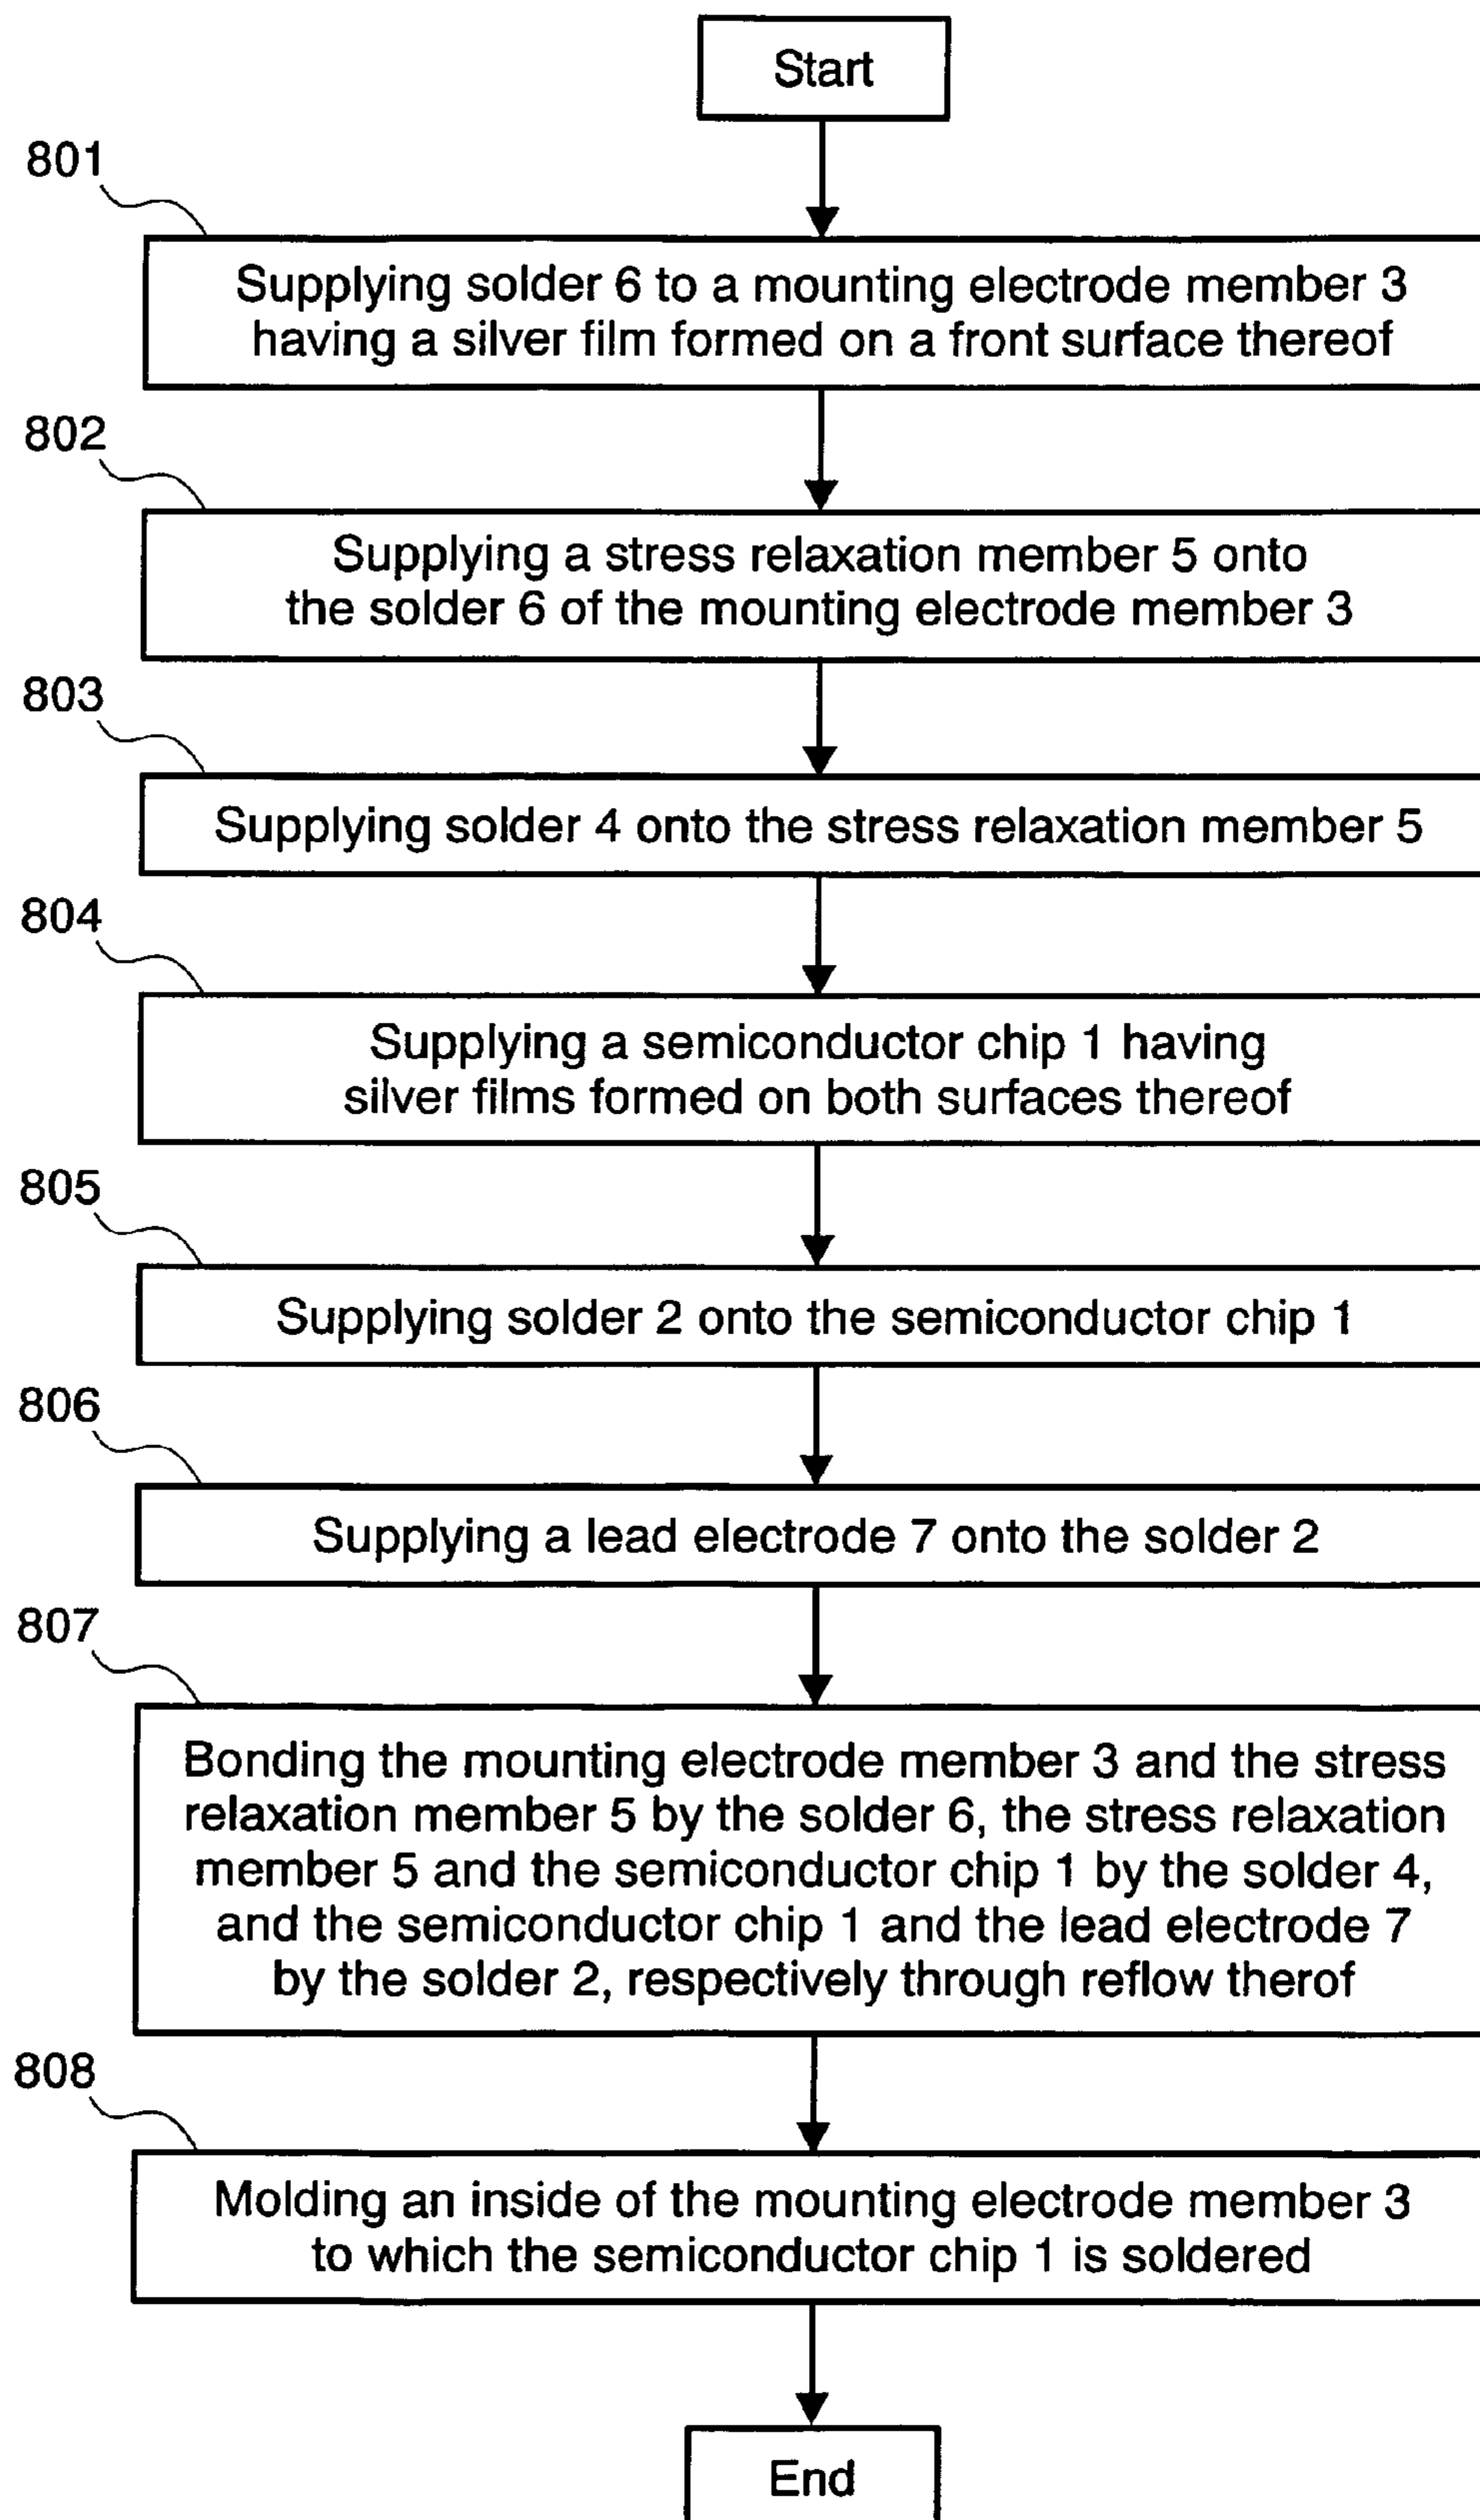 Start
801
Supplying solder 6 to a mounting electrode member 3
having a silver film formed on a front surface thereof
802
Supplying a stress relaxation member 5 onto
the solder 6 of the mounting electrode member 3
803
Supplying solder 4 onto the stress relaxation member 5
804
Supplying a semiconductor chip 1 having
silver films formed on both surfaces thereof
805
Supplying solder 2 onto the semiconductor chip 1
806
Supplying a lead electrode 7 onto the solder 2
807
Bonding the mounting electrode member 3 and the stress
relaxation member 5 by the solder 6, the stress relaxation
member 5 and the semiconductor chip 1 by the solder 4,
and the semiconductor chip 1 and the lead electrode 7
by the solder 2, respectively through reflow therof
808
Molding an inside of the mounting electrode member 3
to which the semiconductor chip 1 is soldered
End